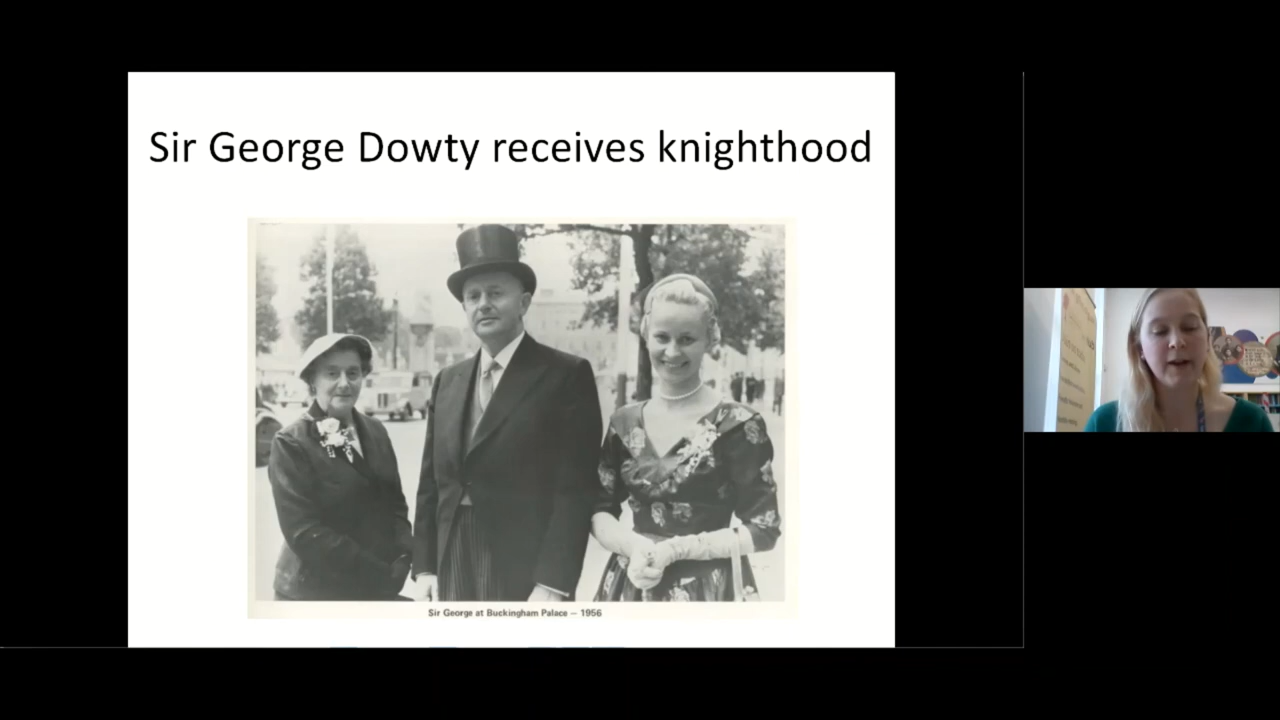 Sir George Dowty receives knighthood
Sir George at Buckingham Palace — 1956